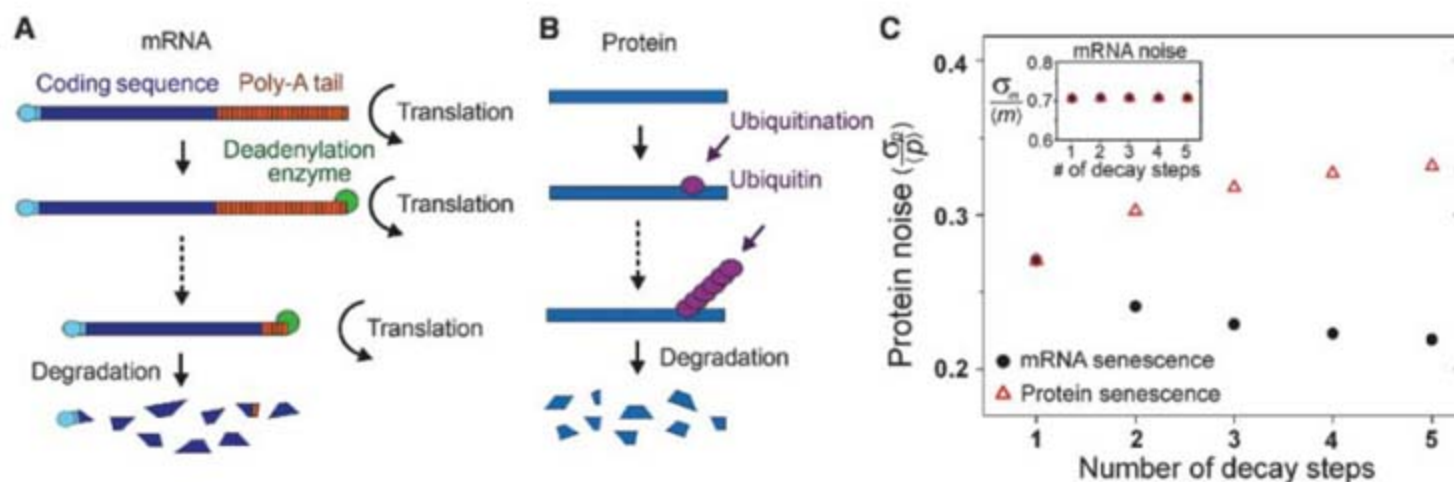 A
mRNA
Coding sequence Poly-A tail
Translation
Deadenylation
enzyme
Translation
Translation
Degradation
B
Protein
Ubiquitination
Ubiquitin
Degradation
C
Protein noise (σp/⟨p⟩)
0.4
0.3
0.2
mRNA noise
σm/⟨m⟩
0.8
0.7
0.6
1 2 3 4 5
# of decay steps
mRNA senescence
Protein senescence
1 2 3 4 5
Number of decay steps